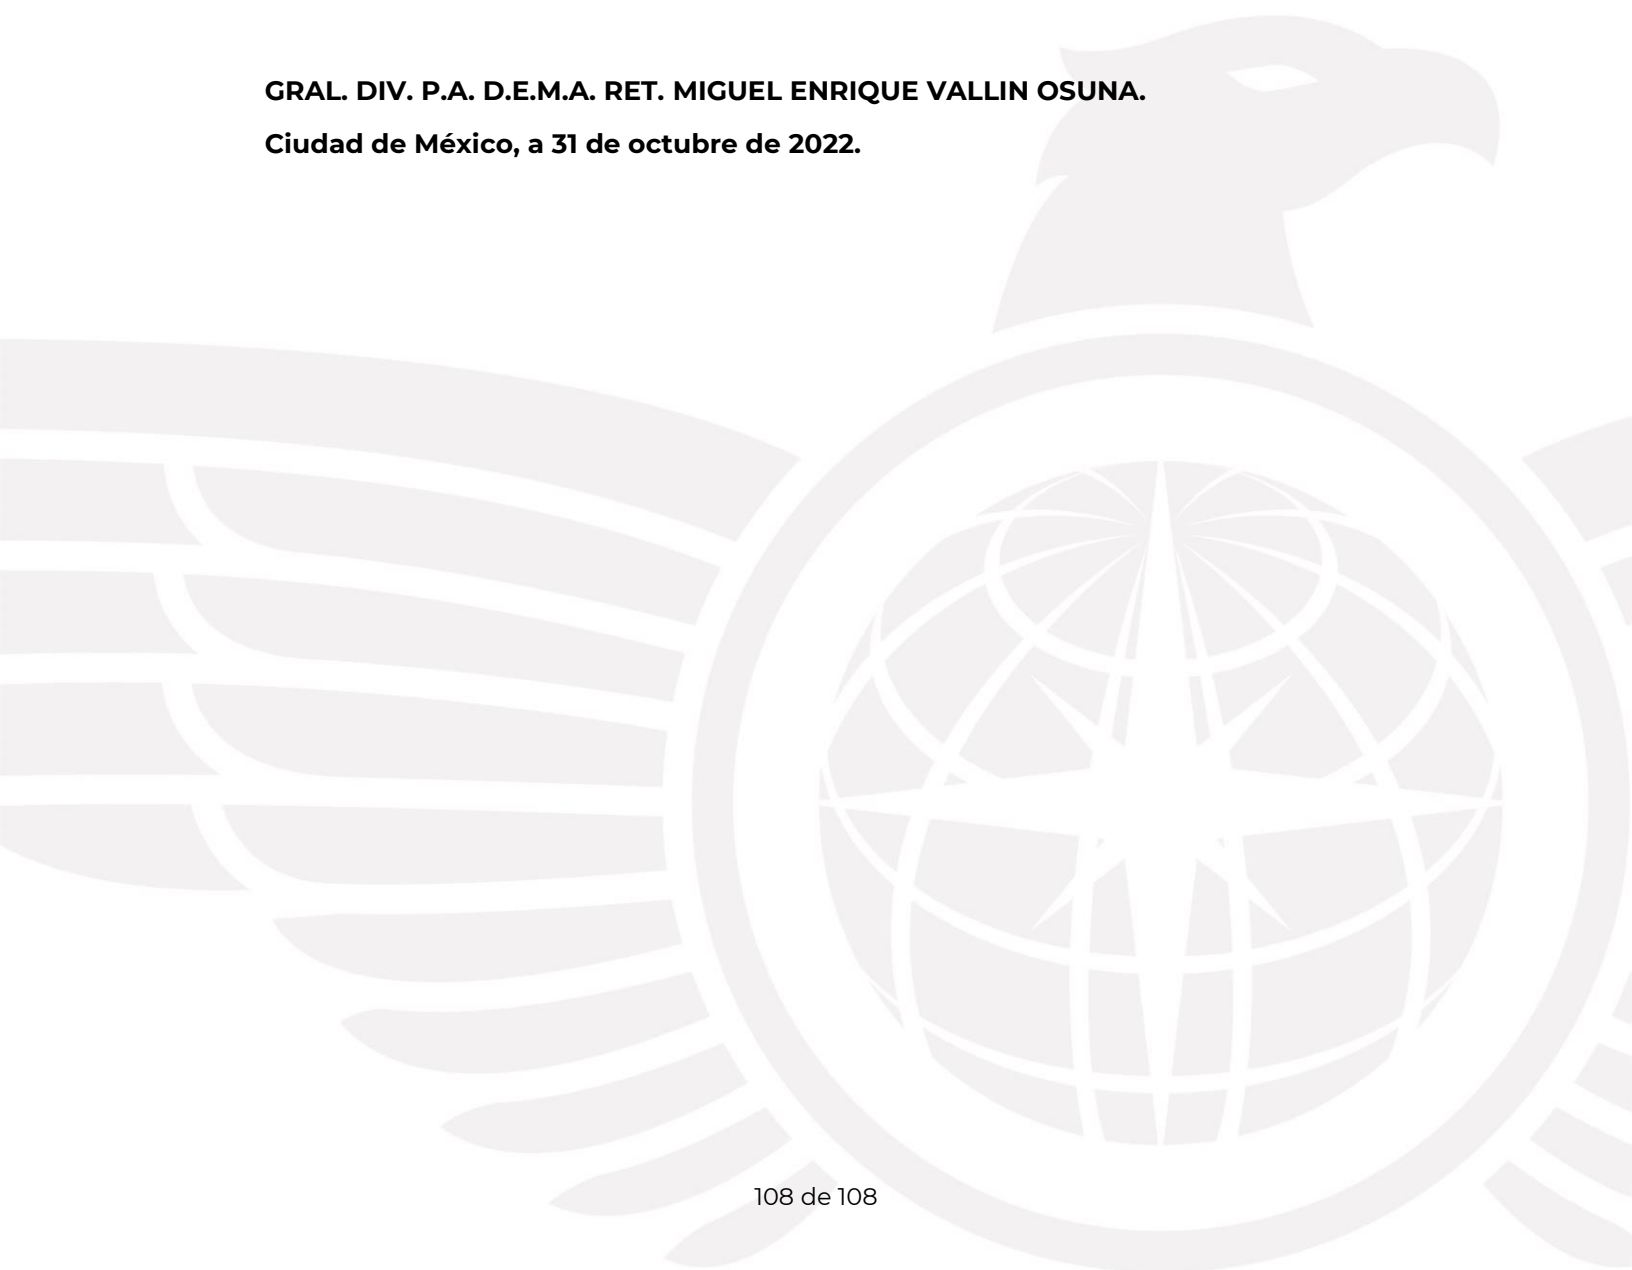 GRAL. DIV. P.A. D.E.M.A. RET. MIGUEL ENRIQUE VALLIN OSUNA.
Ciudad de México, a 31 de octubre de 2022.
108 de 108